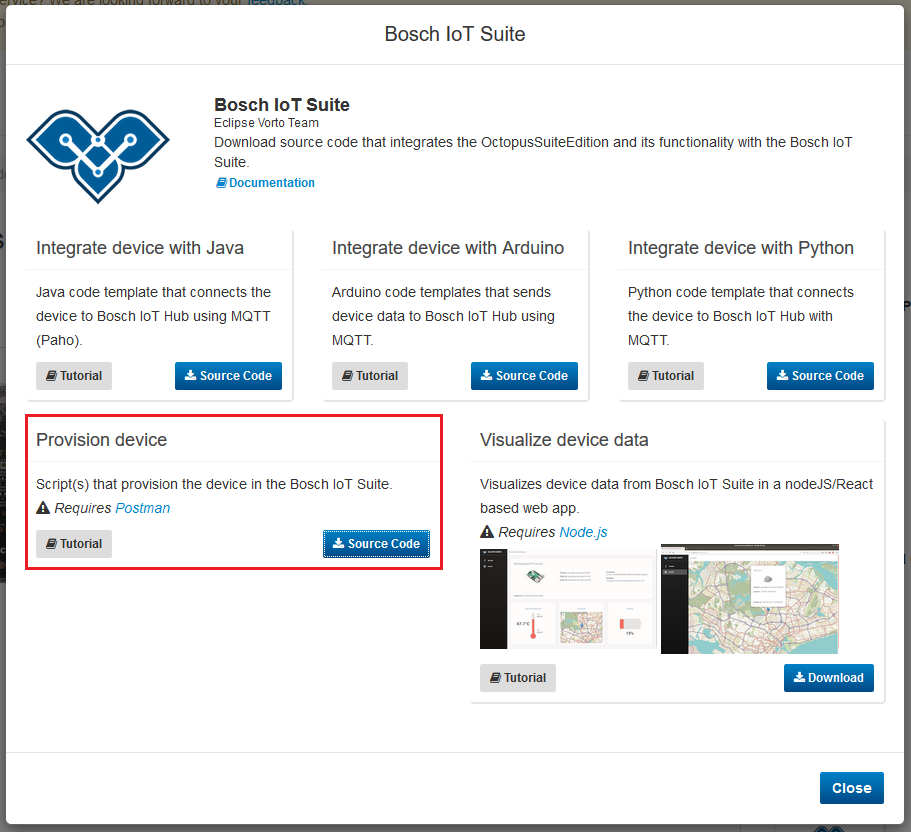 service? We are looking forward to your feedback.
Bosch IoT Suite
Bosch IoT Suite
Eclipse Vorto Team
Download source code that integrates the OctopusSuiteEdition and its functionality with the Bosch IoT
Suite.
Documentation
Integrate device with Java
Java code template that connects the
device to Bosch IoT Hub using MQTT
(Paho).
Tutorial
Source Code
Integrate device with Arduino
Arduino code templates that sends
device data to Bosch IoT Hub using
MQTT.
Tutorial
Source Code
Integrate device with Python
Python code template that connects
the device to Bosch IoT Hub with
MQTT.
Tutorial
Source Code
Provision device
Script(s) that provision the device in the Bosch IoT Suite.
Requires Postman
Tutorial
Source Code
Visualize device data
Visualizes device data from Bosch IoT Suite in a nodeJS/React
based web app.
Requires Node.js
47.7°C
19%
Tutorial
Download
Close